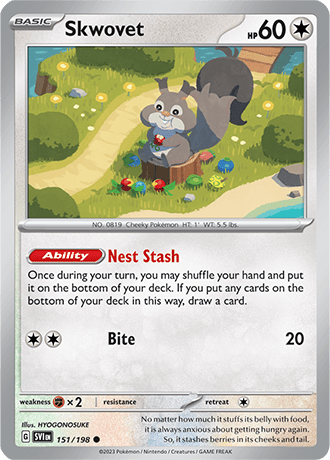 BASIC Skwovet HP 60
NO. 0819 Cheeky Pokémon HT: 1' WT: 5.5 lbs.
Ability Nest Stash
Once during your turn, you may shuffle your hand and put
it on the bottom of your deck. If you put any cards on the
bottom of your deck in this way, draw a card.
Bite 20
weakness ×2 resistance retreat
Illus. HYOGONOSUKE
G SVI EN 151/198
No matter how much it stuffs its belly with food,
it is always anxious about getting hungry again.
So, it stashes berries in its cheeks and tail.
©2023 Pokémon / Nintendo / Creatures / GAME FREAK